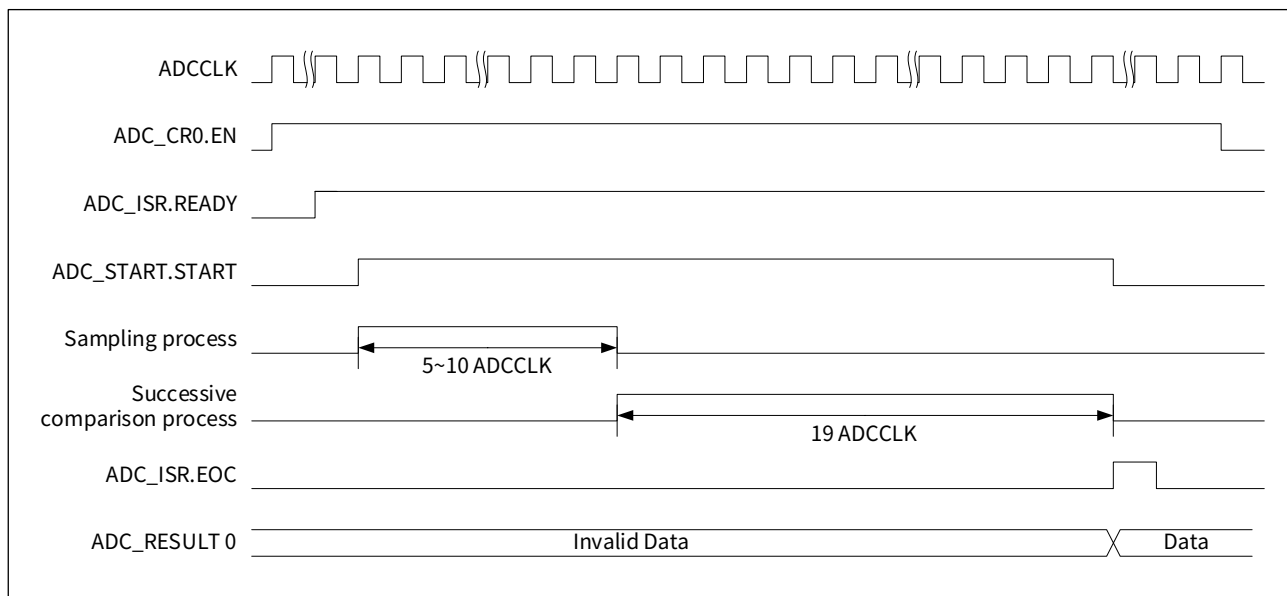 ADCCLK
ADC_CR0.EN
ADC_ISR.READY
ADC_START.START
Sampling process
5~10 ADCCLK
Successive
comparison process
19 ADCCLK
ADC_ISR.EOC
ADC_RESULT 0
Invalid Data
Data